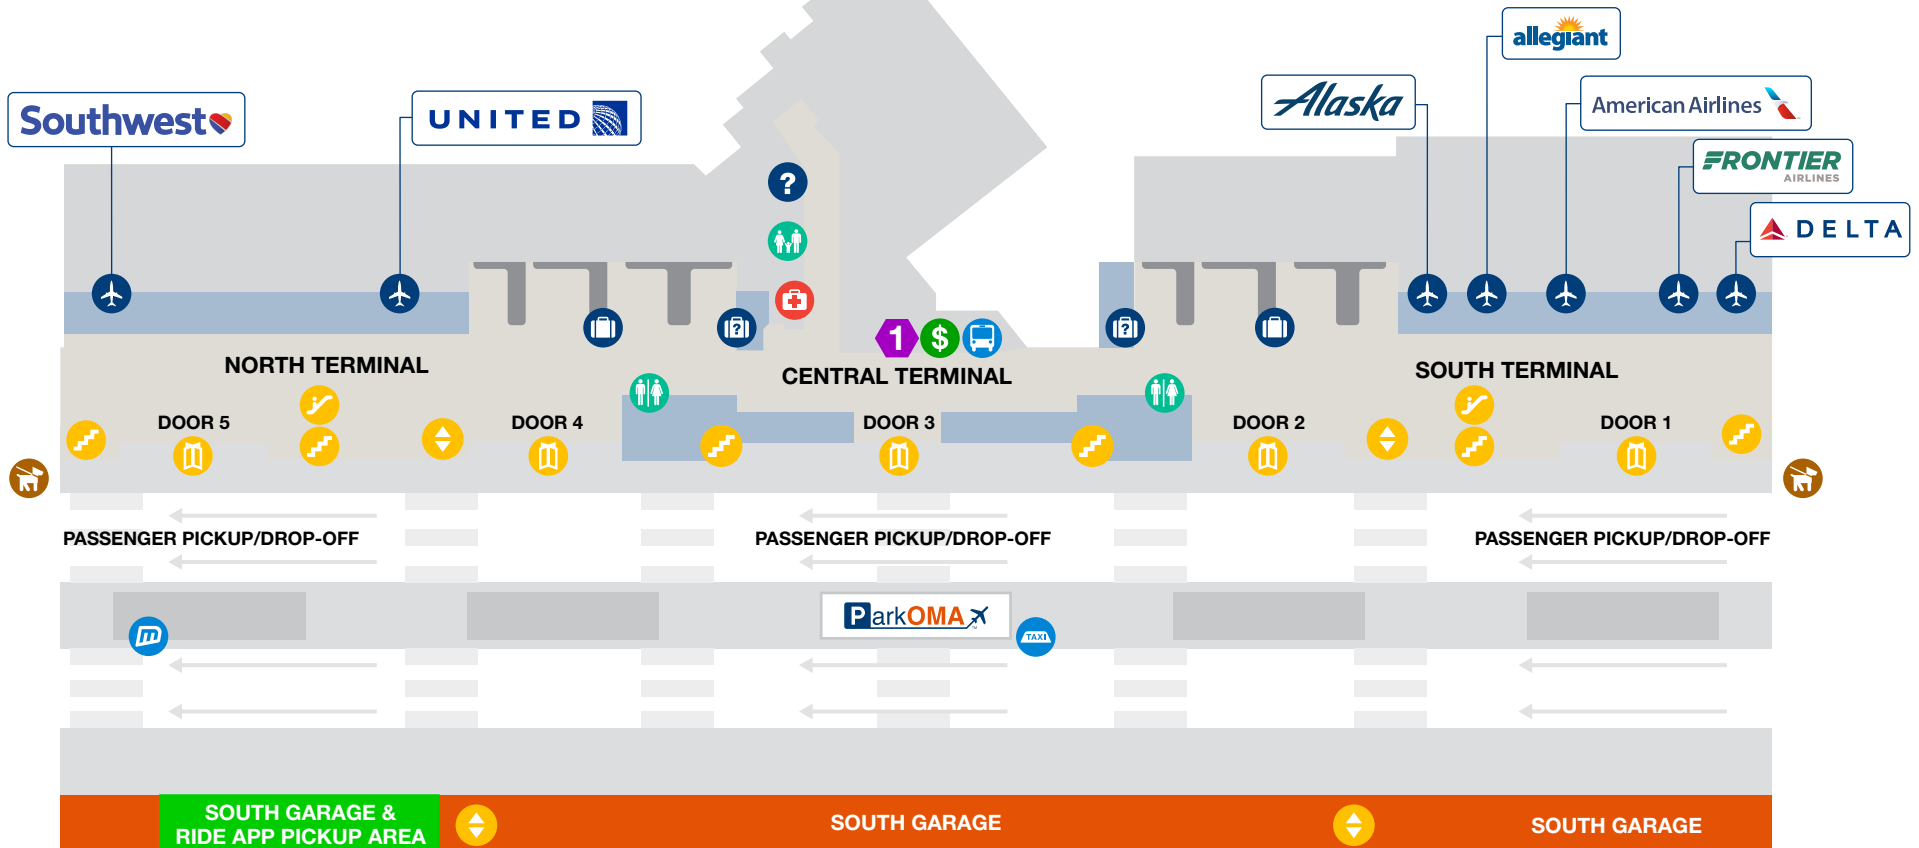 allegiant
Alaska
American Airlines
Southwest
UNITED
FRONTIER
AIRLINES
DELTA
?
1 $
? ?
NORTH TERMINAL
CENTRAL TERMINAL
SOUTH TERMINAL
DOOR 5
DOOR 4
DOOR 3
DOOR 2
DOOR 1
PASSENGER PICKUP/DROP-OFF
PASSENGER PICKUP/DROP-OFF
PASSENGER PICKUP/DROP-OFF
ParkOMA
m
TAXI
SOUTH GARAGE &
RIDE APP PICKUP AREA
SOUTH GARAGE
SOUTH GARAGE